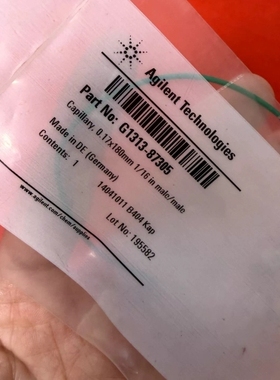 Agilent Technologies
Part No: G1313-87305
Capillary, 0.17x180mm 1/16 in male/male
Made in DE (Germany)
Contents: 1
14041011 B404 Kap
Lot No: 195582
www.agilent.com/chem/supplies